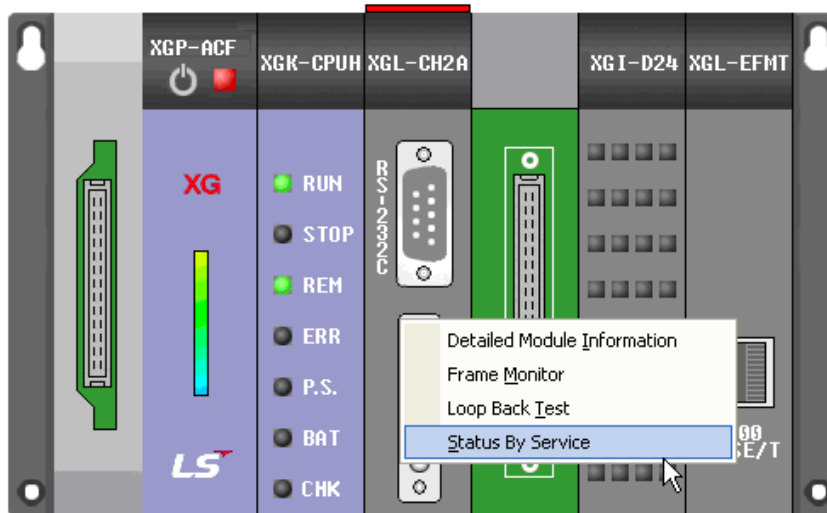 XGP-ACF
XGK-CPUH
XGL-CH2A
XGI-D24
XGL-EFMT
XG
RUN
STOP
REM
ERR
P.S.
BAT
CHK
LS
RS-232C
Detailed Module Information
Frame Monitor
Loop Back Test
Status By Service